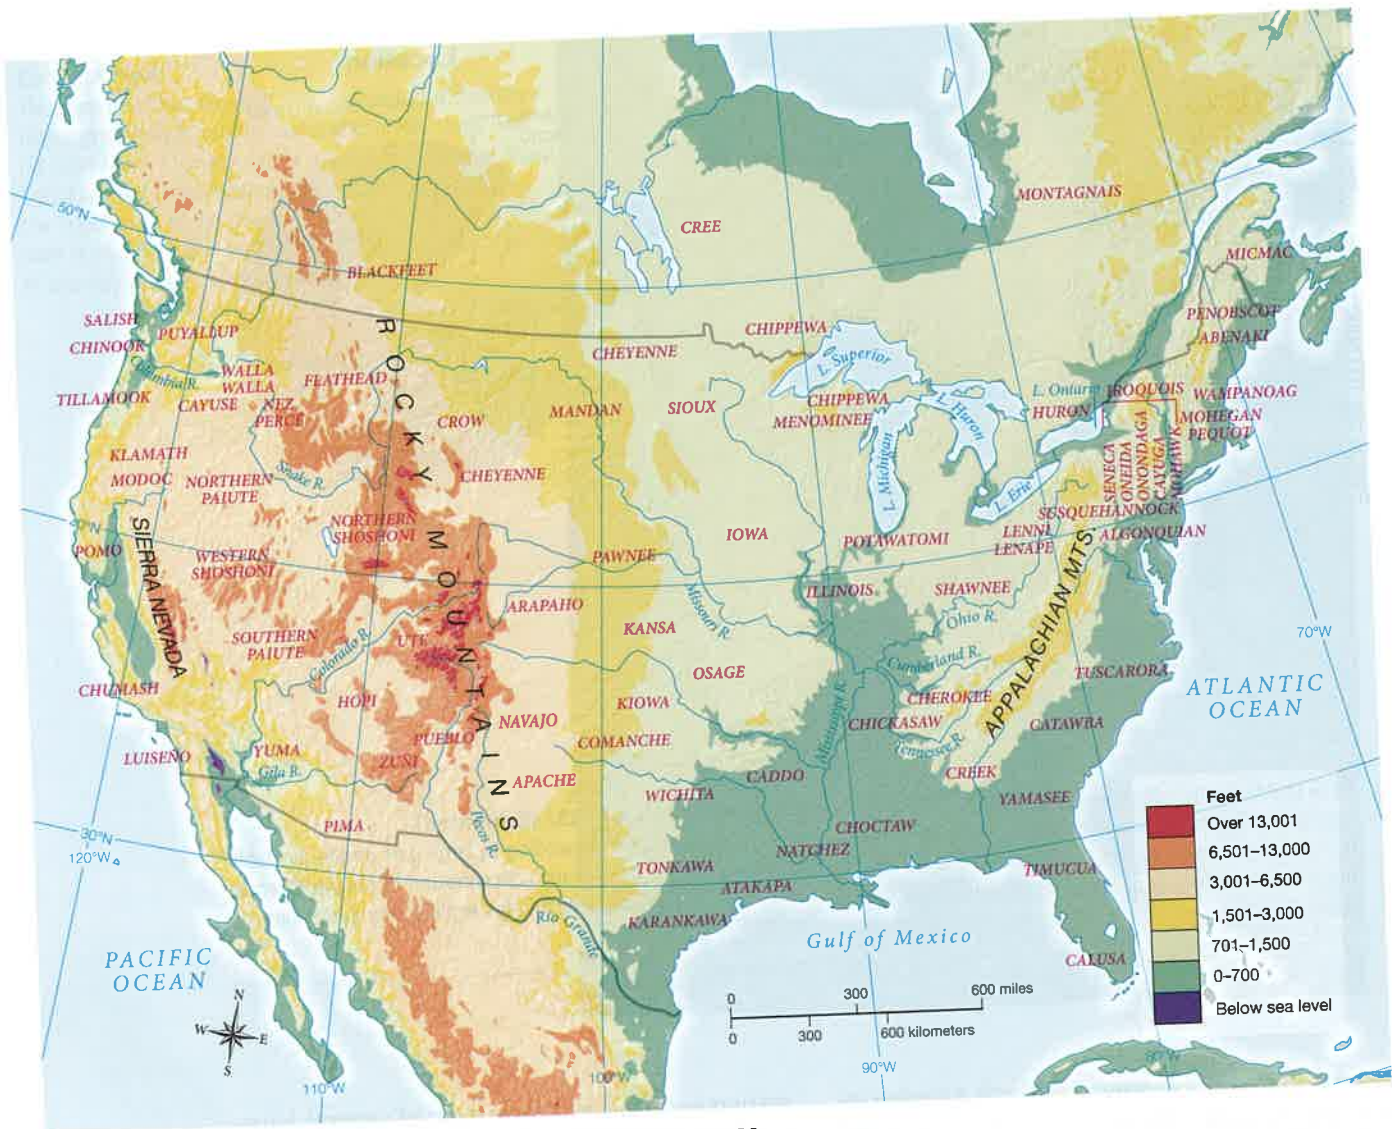 50°N
MONTAGNAIS
CREE
MICMAC
BLACKFEET
SALISH
PUYALLUP
CHINOOK
Columbia R.
TILLAMOOK
WALLA
WALLA
CAYUSE
NEZ
PERCE
FLATHEAD
ROCKY MOUNTAINS
CROW
CHEYENNE
MANDAN
SIOUX
CHIPPEWA
L. Superior
CHIPPEWA
MENOMINEE
L. Michigan
L. Huron
L. Ontario
HURON
L. Erie
IROQUOIS
PENOBSCOT
ABENAKI
WAMPANOAG
MOHEGAN
PEQUOT
SENECA
ONEIDA
ONONDAGA
CAYUGA
MOHAWK
SUSQUEHANNOCK
LENNI
LENAPE
ALGONQUIAN
KLAMATH
MODOC
NORTHERN
PAIUTE
Snake R.
CHEYENNE
NORTHERN
SHOSHONI
WESTERN
SHOSHONI
POMO
SIERRA NEVADA
PAWNEE
IOWA
POTAWATOMI
ILLINOIS
SHAWNEE
Ohio R.
APPALACHIAN MTS.
Missouri R.
ARAPAHO
KANSA
OSAGE
UTE
SOUTHERN
PAIUTE
Colorado R.
CHUMASH
HOPI
NAVAJO
KIOWA
COMANCHE
Mississippi R.
Cumberland R.
CHEROKEE
CHICKASAW
Tennessee R.
TUSCARORA
CATAWBA
CREEK
YAMASEE
70°W
ATLANTIC
OCEAN
LUISEÑO
YUMA
Gila R.
PUEBLO
ZUÑI
APACHE
WICHITA
CADDO
PIMA
Pecos R.
CHOCTAW
NATCHEZ
TONKAWA
ATAKAPA
KARANKAWA
TIMUCUA
CALUSA
Rio Grande
Gulf of Mexico
30°N
120°W
PACIFIC
OCEAN
N
W
E
S
110°W
100°W
90°W
80°W
0 300 600 miles
0 300 600 kilometers
Feet
Over 13,001
6,501–13,000
3,001–6,500
1,501–3,000
701–1,500
0–700
Below sea level